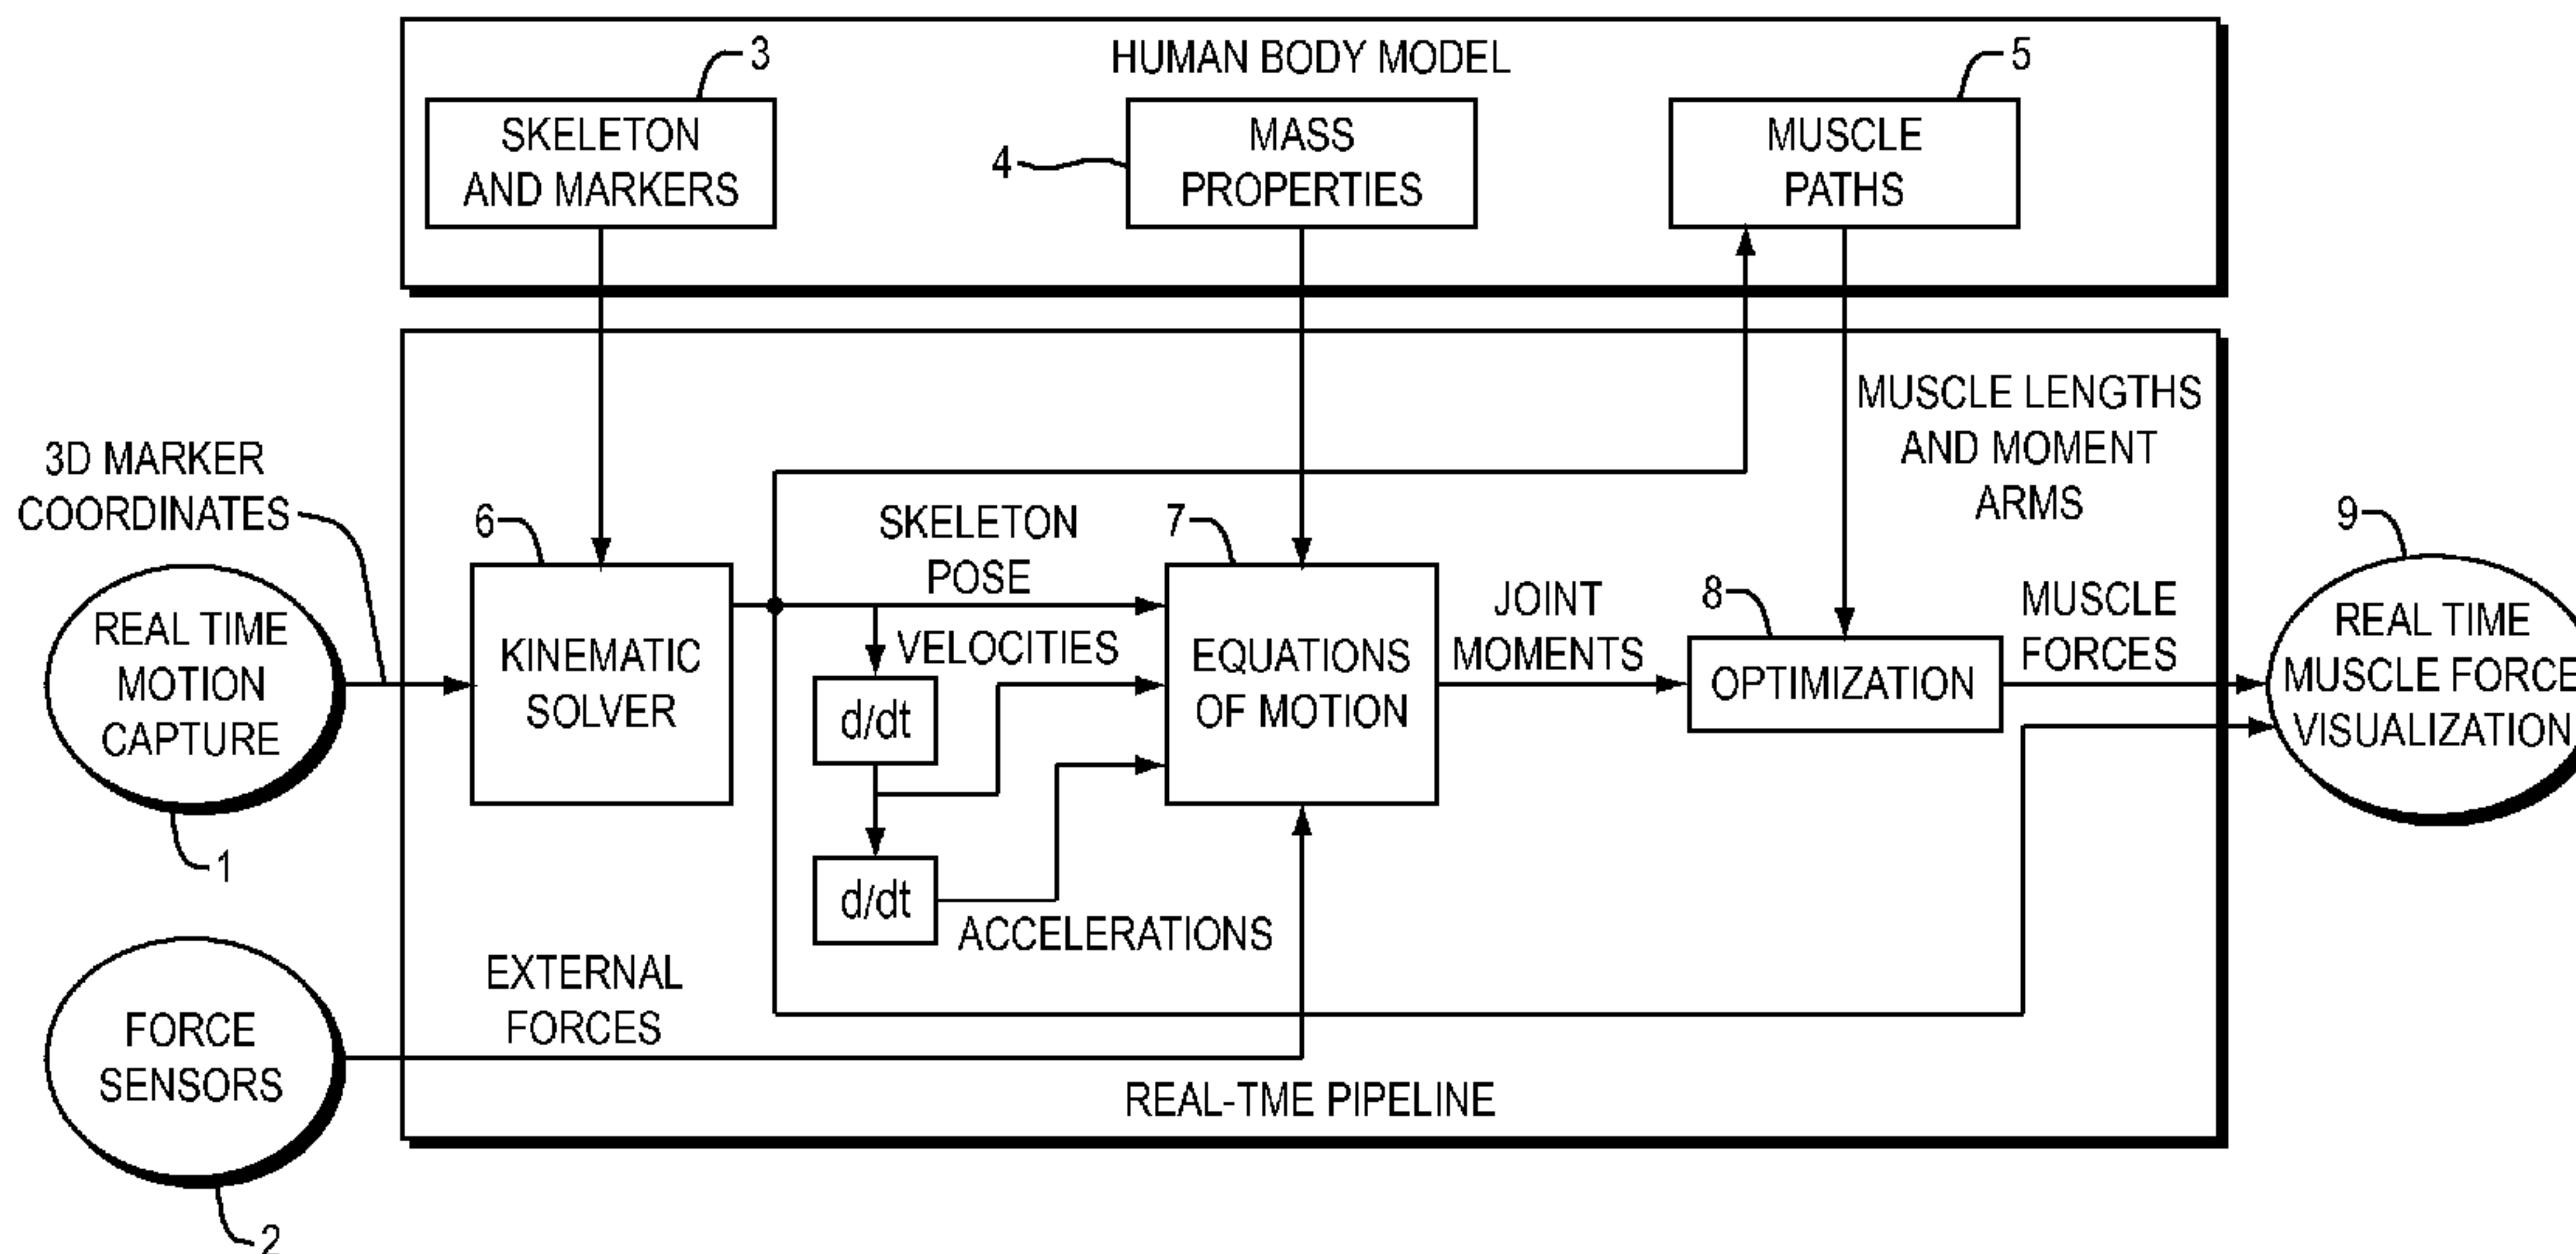 HUMAN BODY MODEL
3
SKELETON
AND MARKERS
4
MASS
PROPERTIES
5
MUSCLE
PATHS
3D MARKER
COORDINATES
REAL TIME
MOTION
CAPTURE
1
FORCE
SENSORS
2
EXTERNAL
FORCES
6
KINEMATIC
SOLVER
SKELETON
POSE
VELOCITIES
d/dt
d/dt
ACCELERATIONS
7
EQUATIONS
OF MOTION
JOINT
MOMENTS
MUSCLE LENGTHS
AND MOMENT
ARMS
8
OPTIMIZATION
MUSCLE
FORCES
9
REAL TIME
MUSCLE FORCE
VISUALIZATION
REAL-TME PIPELINE